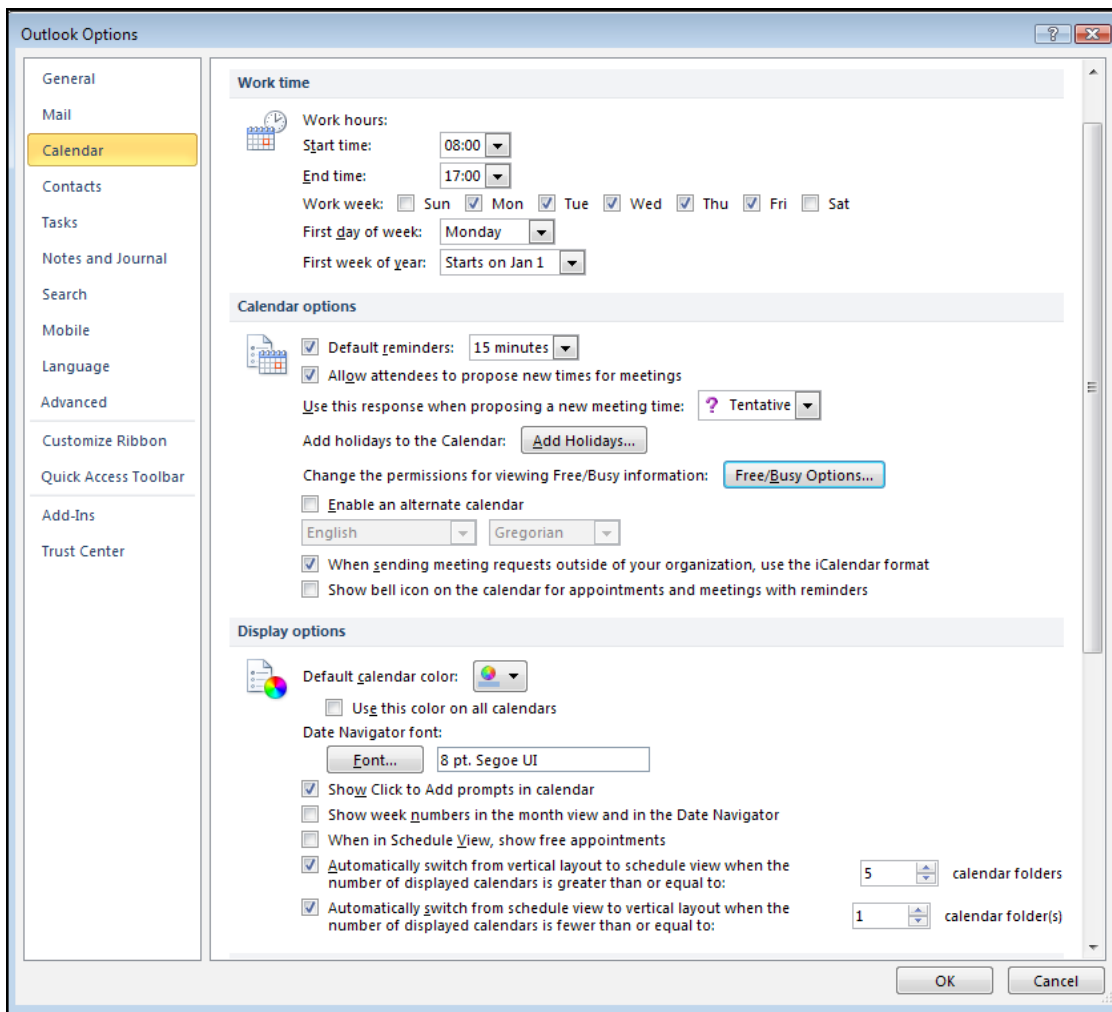 Outlook Options
General
Mail
Calendar
Contacts
Tasks
Notes and Journal
Search
Mobile
Language
Advanced
Customize Ribbon
Quick Access Toolbar
Add-Ins
Trust Center
Work time
Work hours:
Start time: 08:00
End time: 17:00
Work week: Sun Mon Tue Wed Thu Fri Sat
First day of week: Monday
First week of year: Starts on Jan 1
Calendar options
Default reminders: 15 minutes
Allow attendees to propose new times for meetings
Use this response when proposing a new meeting time: ? Tentative
Add holidays to the Calendar: Add Holidays...
Change the permissions for viewing Free/Busy information: Free/Busy Options...
Enable an alternate calendar
English Gregorian
When sending meeting requests outside of your organization, use the iCalendar format
Show bell icon on the calendar for appointments and meetings with reminders
Display options
Default calendar color:
Use this color on all calendars
Date Navigator font:
Font... 8 pt. Segoe UI
Show Click to Add prompts in calendar
Show week numbers in the month view and in the Date Navigator
When in Schedule View, show free appointments
Automatically switch from vertical layout to schedule view when the
number of displayed calendars is greater than or equal to: 5 calendar folders
Automatically switch from schedule view to vertical layout when the
number of displayed calendars is fewer than or equal to: 1 calendar folder(s)
OK Cancel